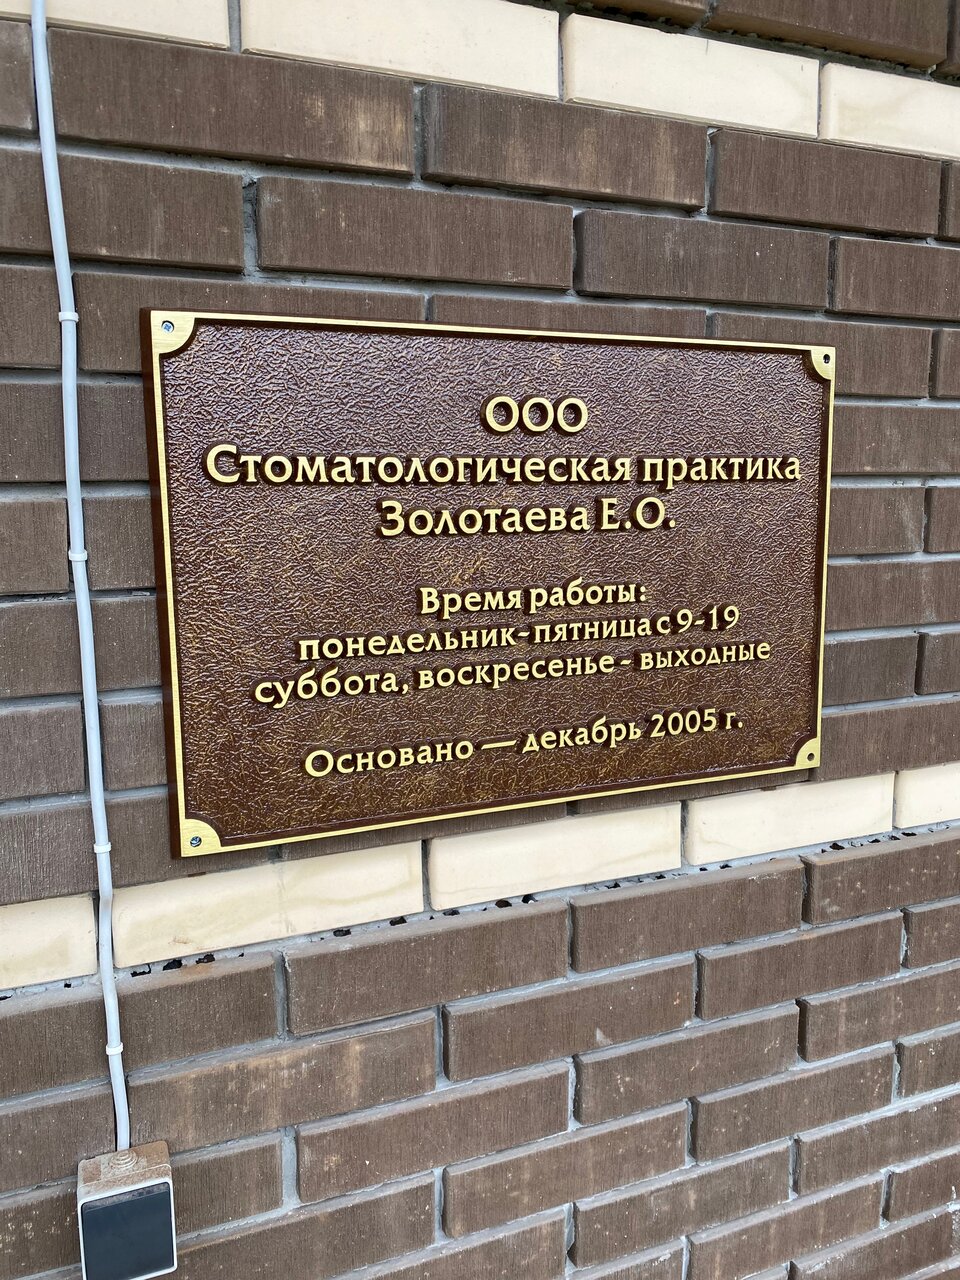 ООО
Стоматологическая практика
Золотаева Е.О.
Время работы:
понедельник-пятница с 9-19
суббота, воскресенье - выходные
Основано — декабрь 2005 г.